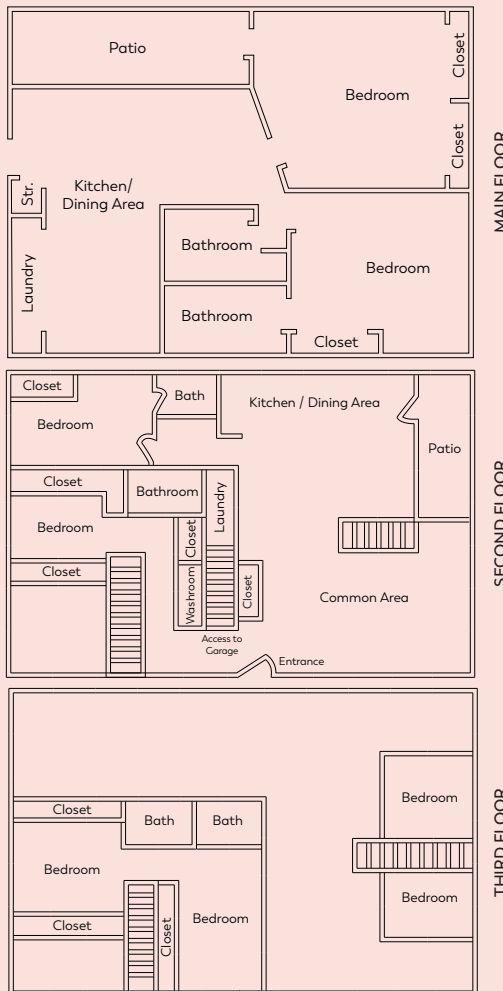 Patio
Bedroom
Closet
Closet
MAIN FLOOR
Str.
Kitchen/
Dining Area
Laundry
Bathroom
Bedroom
Bathroom
Closet
Closet
Bath
Kitchen / Dining Area
Bedroom
Patio
Closet
Bathroom
Laundry
SECOND FLOOR
Bedroom
Closet
Closet
Washroom
Closet
Common Area
Access to
Garage
Entrance
THIRD FLOOR
Bedroom
Closet
Bath
Bath
Bedroom
Bedroom
Closet
Closet
Bedroom